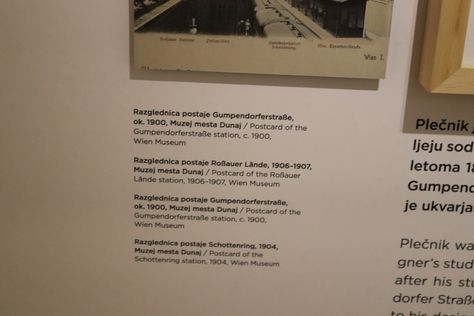 Wien I.
Razglednica postaje Gumpendorferstraße,
ok. 1900, Muzej mesta Dunaj / Postcard of the
Gumpendorferstraße station, c. 1900,
Wien Museum
Razglednica postaje Roßauer Lände, 1906–1907,
Muzej mesta Dunaj / Postcard of the Roßauer
Lände station, 1906–1907, Wien Museum
Razglednica postaje Gumpendorferstraße,
ok. 1900, Muzej mesta Dunaj / Postcard of the
Gumpendorferstraße station, c. 1900,
Wien Museum
Razglednica postaje Schottenring, 1904,
Muzej mesta Dunaj / Postcard of the
Schottenring station, 1904, Wien Museum
Plečnik
ljeju sod
letoma 18
Gumpend
je ukvarja
Plečnik wa
gner's stud
after his stu
dorfer Straße
to his desig